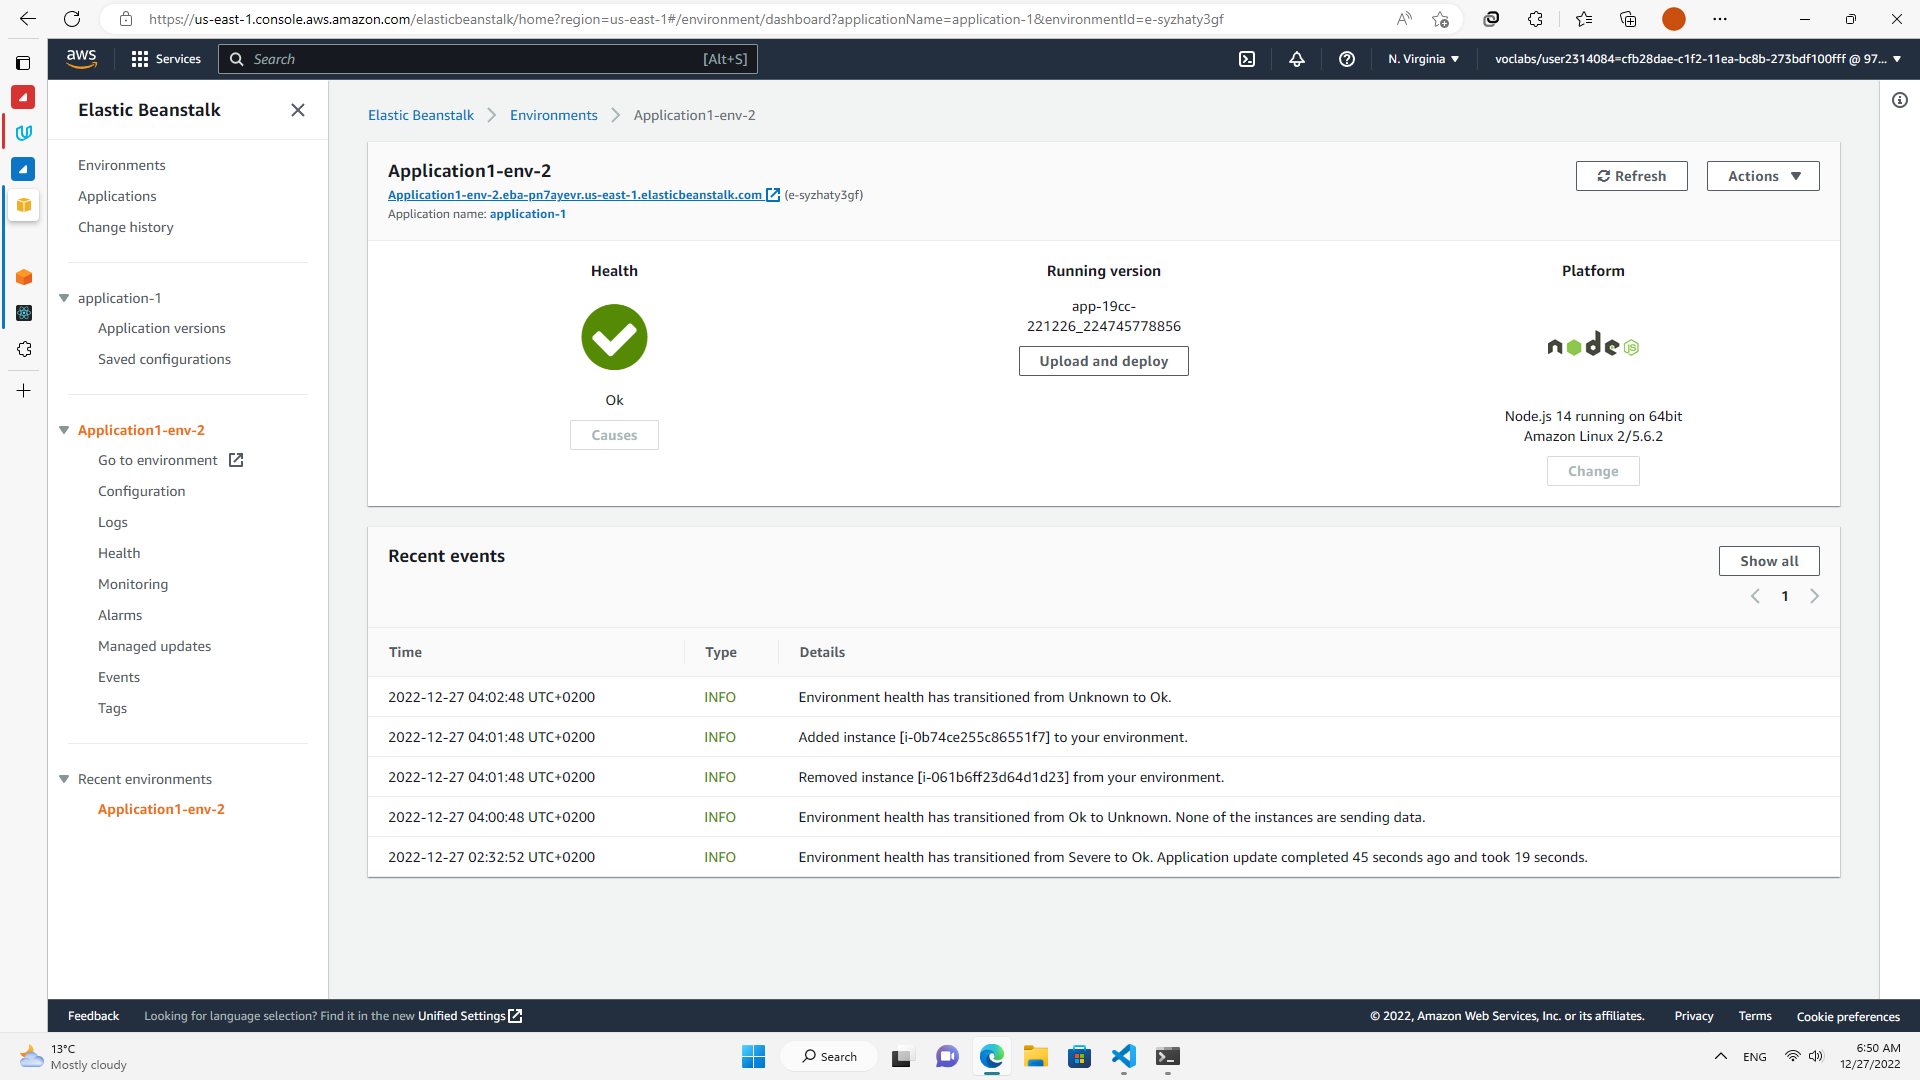 https://us-east-1.console.aws.amazon.com/elasticbeanstalk/home?region=us-east-1#/environment/dashboard?applicationName=application-1&environmentId=e-syzhaty3gf
aws
Services
Search
[Alt+S]
N. Virginia
voclabs/user2314084=cfb28dae-c1f2-11ea-bc8b-273bdf100fff @ 97...
Elastic Beanstalk
Environments
Applications
Change history
application-1
Application versions
Saved configurations
Application1-env-2
Go to environment
Configuration
Logs
Health
Monitoring
Alarms
Managed updates
Events
Tags
Recent environments
Application1-env-2
Elastic Beanstalk
Environments
Application1-env-2
Application1-env-2
Application1-env-2.eba-pn7ayevr.us-east-1.elasticbeanstalk.com (e-syzhaty3gf)
Application name: application-1
Refresh
Actions
Health
Ok
Causes
Running version
app-19cc-
221226_224745778856
Upload and deploy
Platform
node
JS
Node.js 14 running on 64bit
Amazon Linux 2/5.6.2
Change
Recent events
Show all
1
Time Type Details
2022-12-27 04:02:48 UTC+0200 INFO Environment health has transitioned from Unknown to Ok.
2022-12-27 04:01:48 UTC+0200 INFO Added instance [i-0b74ce255c86551f7] to your environment.
2022-12-27 04:01:48 UTC+0200 INFO Removed instance [i-061b6ff23d64d1d23] from your environment.
2022-12-27 04:00:48 UTC+0200 INFO Environment health has transitioned from Ok to Unknown. None of the instances are sending data.
2022-12-27 02:32:52 UTC+0200 INFO Environment health has transitioned from Severe to Ok. Application update completed 45 seconds ago and took 19 seconds.
Feedback
Looking for language selection? Find it in the new Unified Settings
© 2022, Amazon Web Services, Inc. or its affiliates.
Privacy
Terms
Cookie preferences
13°C
Mostly cloudy
Search
ENG
6:50 AM
12/27/2022